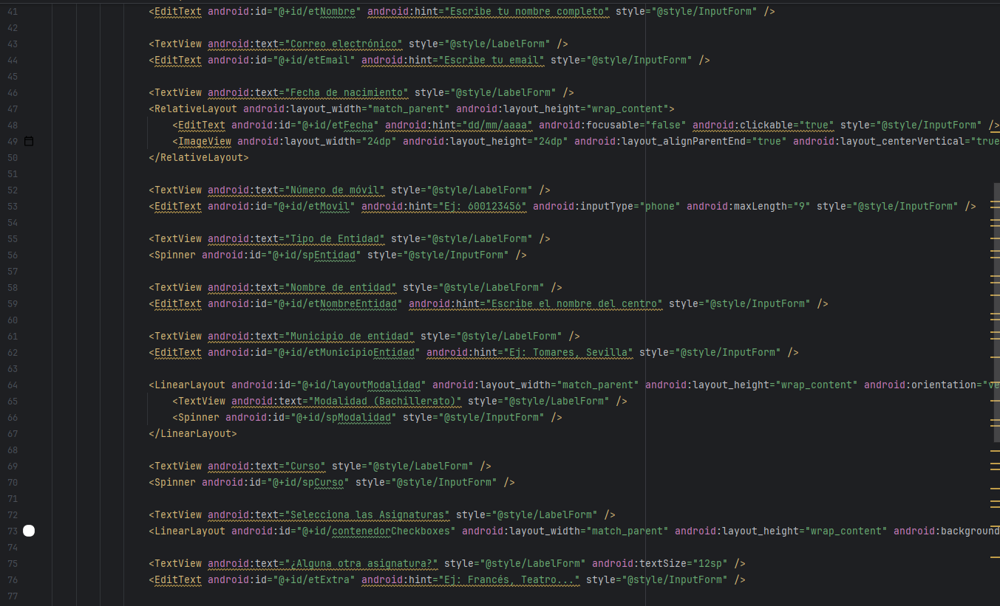 41 <EditText android:id="@+id/etNombre" android:hint="Escribe tu nombre completo" style="@style/InputForm" />
42
43 <TextView android:text="Correo electrónico" style="@style/LabelForm" />
44 <EditText android:id="@+id/etEmail" android:hint="Escribe tu email" style="@style/InputForm" />
45
46 <TextView android:text="Fecha de nacimiento" style="@style/LabelForm" />
47 <RelativeLayout android:layout_width="match_parent" android:layout_height="wrap_content">
48 <EditText android:id="@+id/etFecha" android:hint="dd/mm/aaaa" android:focusable="false" android:clickable="true" style="@style/InputForm" />
49 <ImageView android:layout_width="24dp" android:layout_height="24dp" android:layout_alignParentEnd="true" android:layout_centerVertical="true
50 </RelativeLayout>
51
52 <TextView android:text="Número de móvil" style="@style/LabelForm" />
53 <EditText android:id="@+id/etMovil" android:hint="Ej: 600123456" android:inputType="phone" android:maxLength="9" style="@style/InputForm" />
54
55 <TextView android:text="Tipo de Entidad" style="@style/LabelForm" />
56 <Spinner android:id="@+id/spEntidad" style="@style/InputForm" />
57
58 <TextView android:text="Nombre de entidad" style="@style/LabelForm" />
59 <EditText android:id="@+id/etNombreEntidad" android:hint="Escribe el nombre del centro" style="@style/InputForm" />
60
61 <TextView android:text="Municipio de entidad" style="@style/LabelForm" />
62 <EditText android:id="@+id/etMunicipioEntidad" android:hint="Ej: Tomares, Sevilla" style="@style/InputForm" />
63
64 <LinearLayout android:id="@+id/layoutModalidad" android:layout_width="match_parent" android:layout_height="wrap_content" android:orientation="ve
65 <TextView android:text="Modalidad (Bachillerato)" style="@style/LabelForm" />
66 <Spinner android:id="@+id/spModalidad" style="@style/InputForm" />
67 </LinearLayout>
68
69 <TextView android:text="Curso" style="@style/LabelForm" />
70 <Spinner android:id="@+id/spCurso" style="@style/InputForm" />
71
72 <TextView android:text="Selecciona las Asignaturas" style="@style/LabelForm" />
73 <LinearLayout android:id="@+id/contenedorCheckboxes" android:layout_width="match_parent" android:layout_height="wrap_content" android:background
74
75 <TextView android:text="¿Alguna otra asignatura?" style="@style/LabelForm" android:textSize="12sp" />
76 <EditText android:id="@+id/etExtra" android:hint="Ej: Francés, Teatro..." style="@style/InputForm" />
77